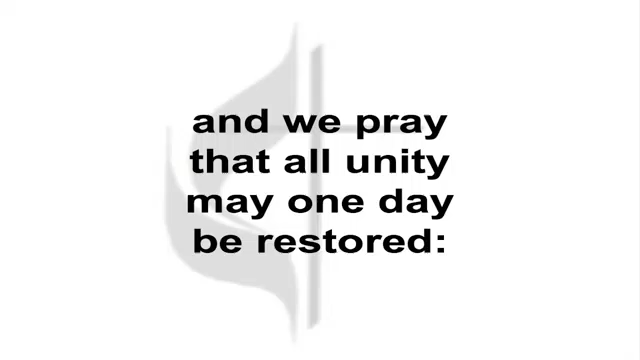 and we pray
that all unity
may one day
be restored: